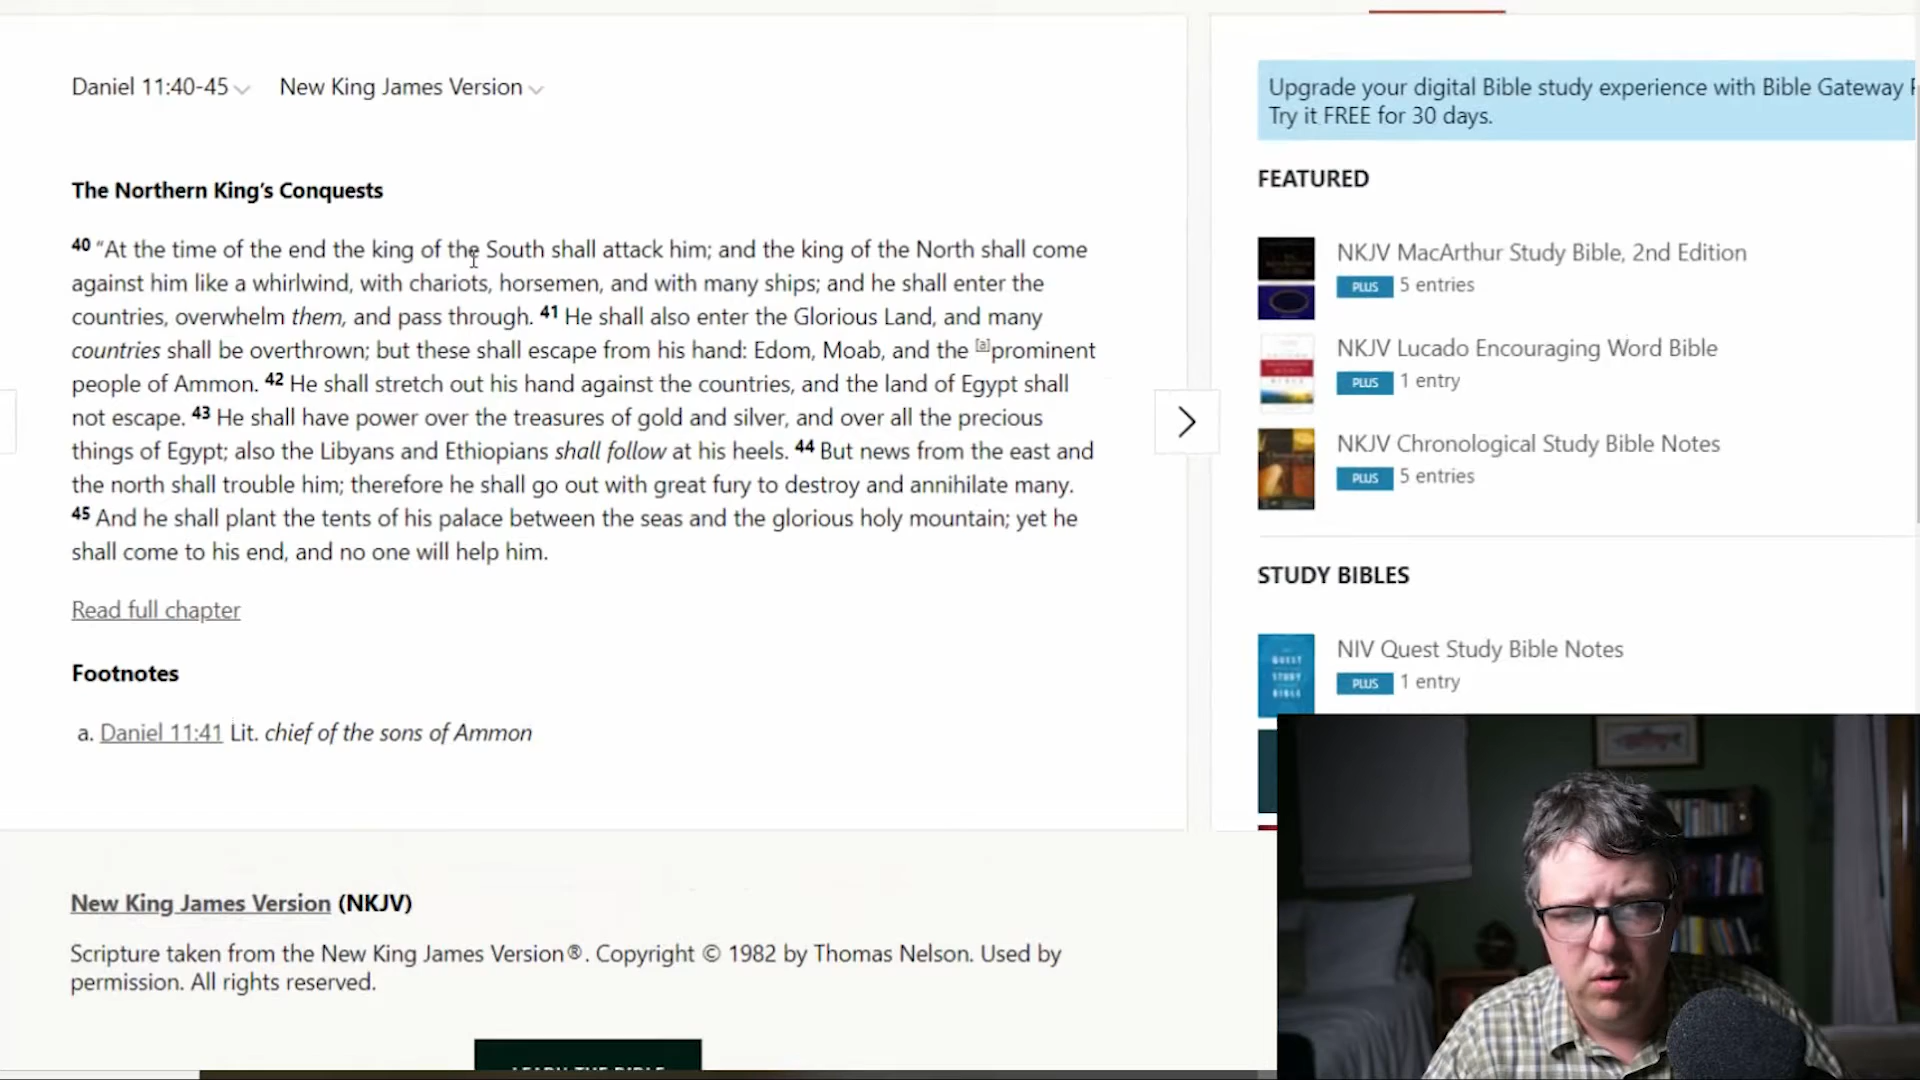 Daniel 11:40-45 New King James Version
The Northern King's Conquests
40 "At the time of the end the king of the South shall attack him; and the king of the North shall come
against him like a whirlwind, with chariots, horsemen, and with many ships; and he shall enter the
countries, overwhelm them, and pass through. 41 He shall also enter the Glorious Land, and many
countries shall be overthrown; but these shall escape from his hand: Edom, Moab, and the [a]prominent
people of Ammon. 42 He shall stretch out his hand against the countries, and the land of Egypt shall
not escape. 43 He shall have power over the treasures of gold and silver, and over all the precious
things of Egypt; also the Libyans and Ethiopians shall follow at his heels. 44 But news from the east and
the north shall trouble him; therefore he shall go out with great fury to destroy and annihilate many.
45 And he shall plant the tents of his palace between the seas and the glorious holy mountain; yet he
shall come to his end, and no one will help him.
Read full chapter
Footnotes
a. Daniel 11:41 Lit. chief of the sons of Ammon
New King James Version (NKJV)
Scripture taken from the New King James Version®. Copyright © 1982 by Thomas Nelson. Used by
permission. All rights reserved.
LEARN THE BIBLE
Upgrade your digital Bible study experience with Bible Gateway
Try it FREE for 30 days.
FEATURED
NKJV MacArthur Study Bible, 2nd Edition
PLUS 5 entries
NKJV Lucado Encouraging Word Bible
PLUS 1 entry
NKJV Chronological Study Bible Notes
PLUS 5 entries
STUDY BIBLES
QUEST
STUDY
BIBLE
NIV Quest Study Bible Notes
PLUS 1 entry